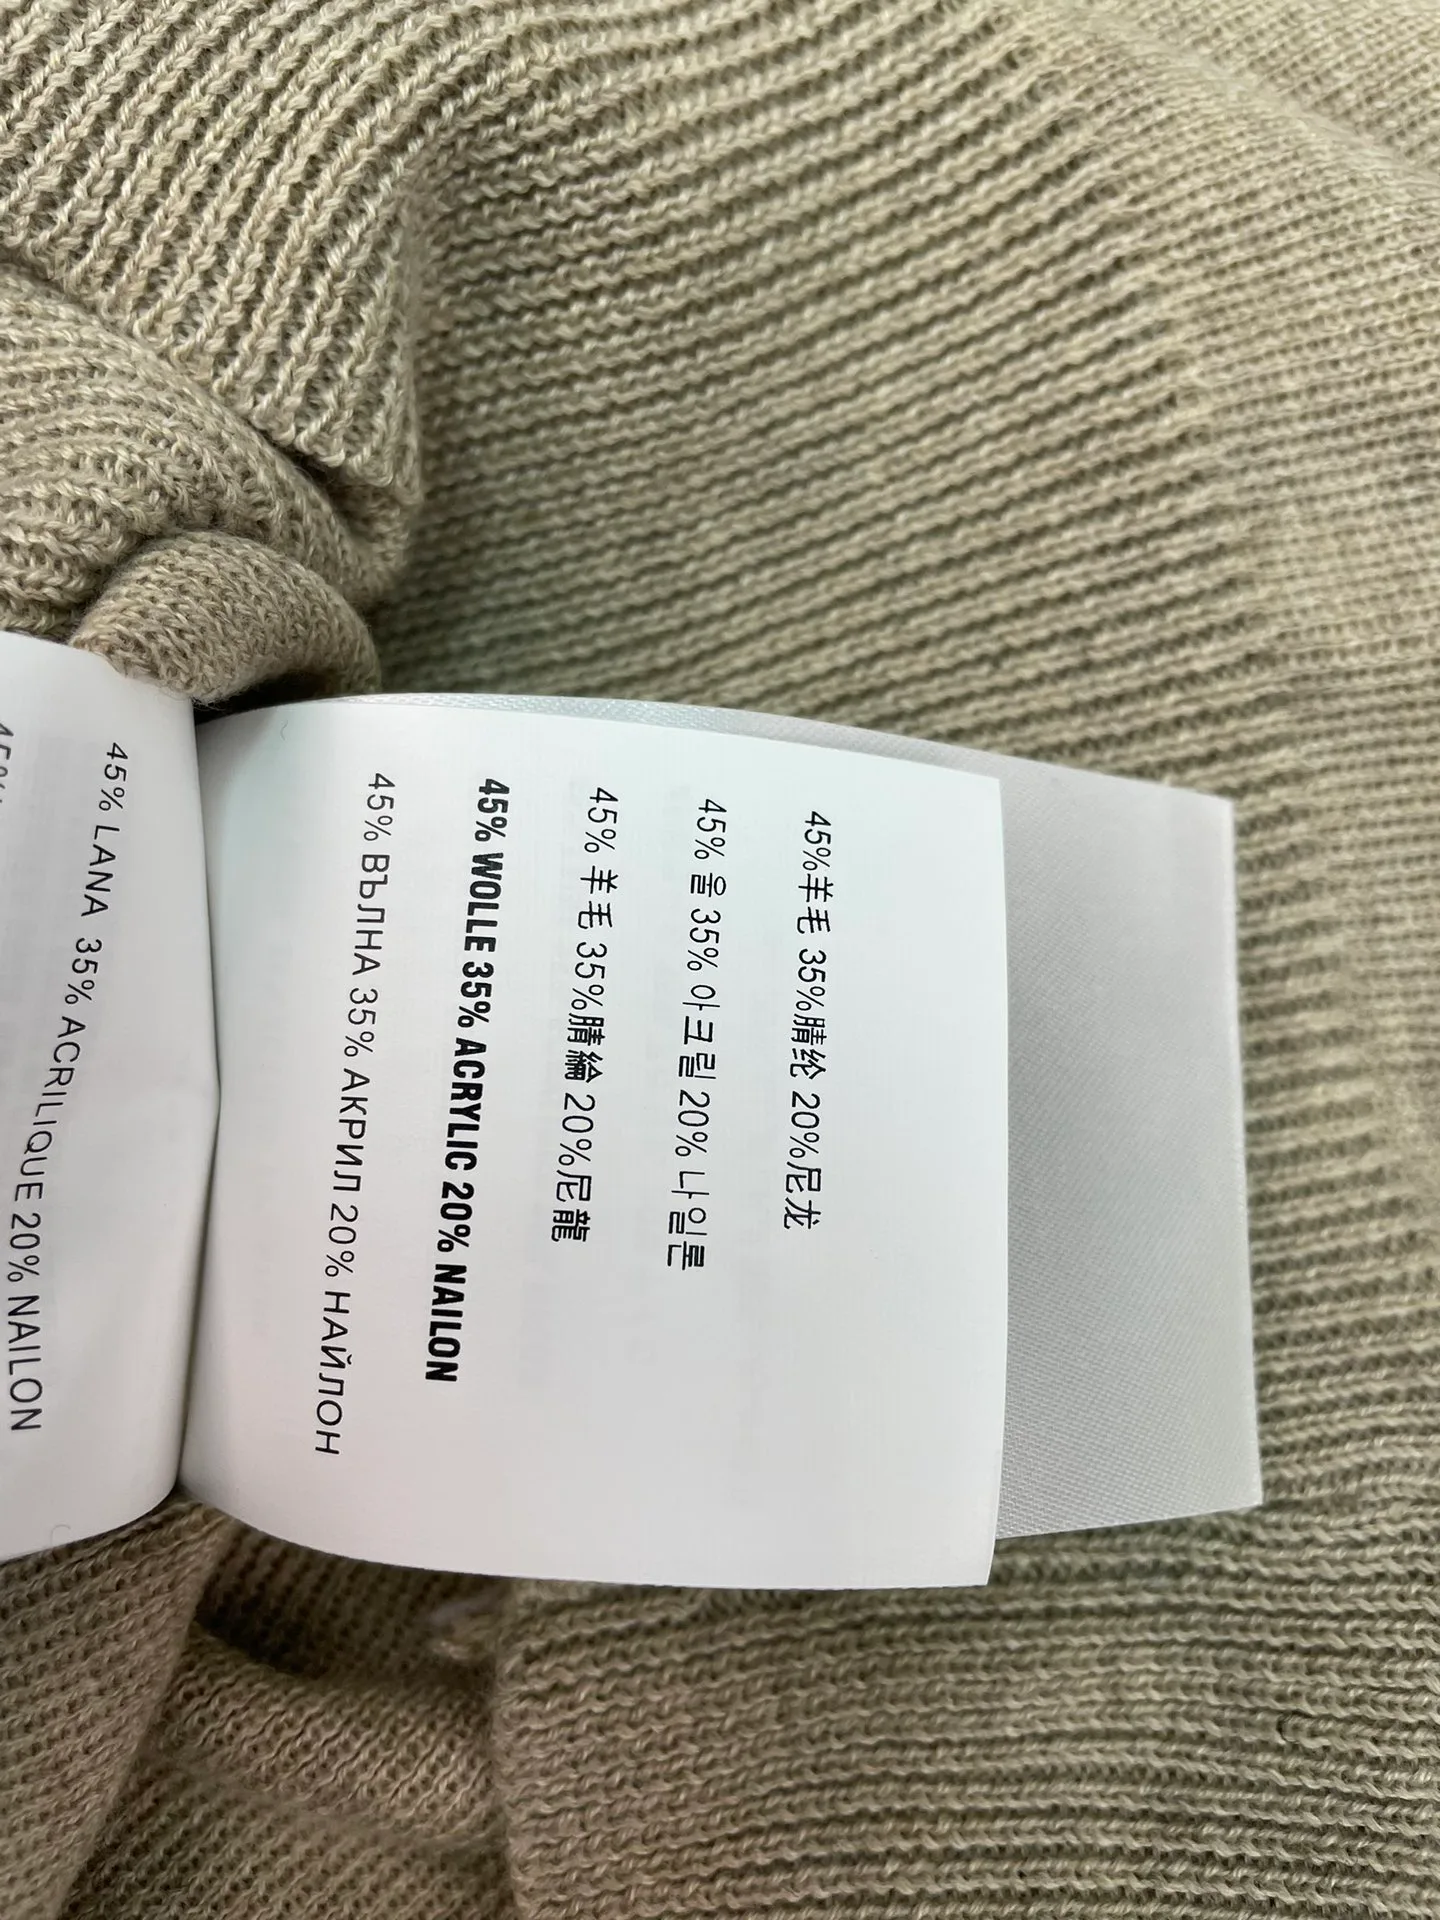 45%羊毛 35%腈纶 20%尼龙
45% 울 35% 아크릴 20% 나일론
45% 羊毛 35%腈綸 20%尼龍
45% WOLLE 35% ACRYLIC 20% NAILON
45% ВЪЛНА 35% АКРИЛ 20% НАЙЛОН
45% LANA 35% ACRILIQUE 20% NAILON